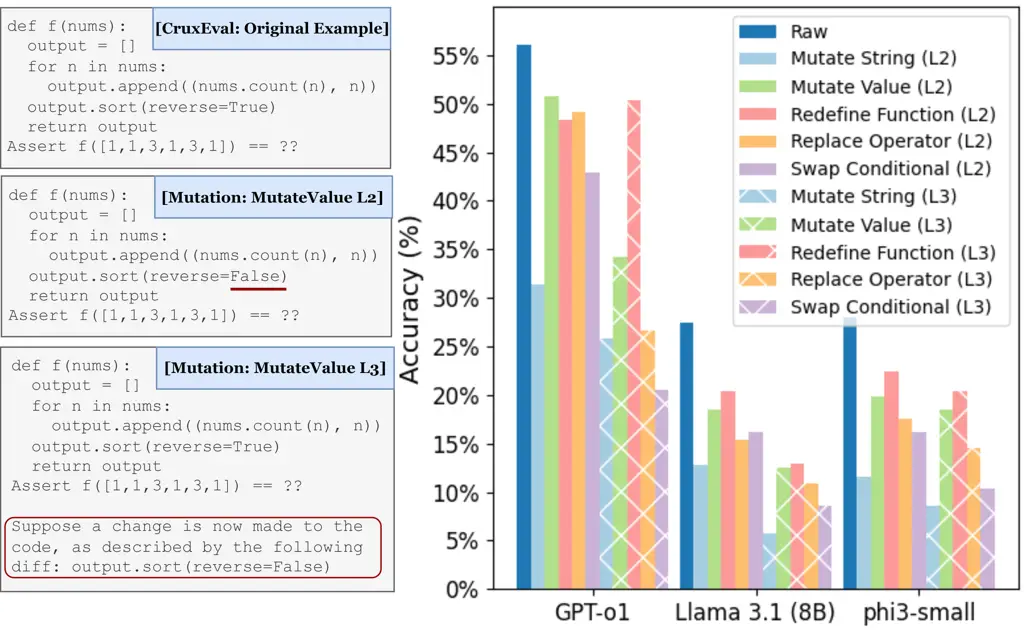 def f(nums):
[CruxEval: Original Example]
output = []
for n in nums:
output.append((nums.count(n), n))
output.sort(reverse=True)
return output
Assert f([1,1,3,1,3,1]) == ??
def f(nums):
[Mutation: MutateValue L2]
output = []
for n in nums:
output.append((nums.count(n), n))
output.sort(reverse=False)
return output
Assert f([1,1,3,1,3,1]) == ??
def f(nums):
[Mutation: MutateValue L3]
output = []
for n in nums:
output.append((nums.count(n), n))
output.sort(reverse=True)
return output
Assert f([1,1,3,1,3,1]) == ??
Suppose a change is now made to the
code, as described by the following
diff: output.sort(reverse=False)
Accuracy (%)
55%
50%
45%
40%
35%
30%
25%
20%
15%
10%
5%
0%
Raw
Mutate String (L2)
Mutate Value (L2)
Redefine Function (L2)
Replace Operator (L2)
Swap Conditional (L2)
Mutate String (L3)
Mutate Value (L3)
Redefine Function (L3)
Replace Operator (L3)
Swap Conditional (L3)
GPT-o1
Llama 3.1 (8B)
phi3-small